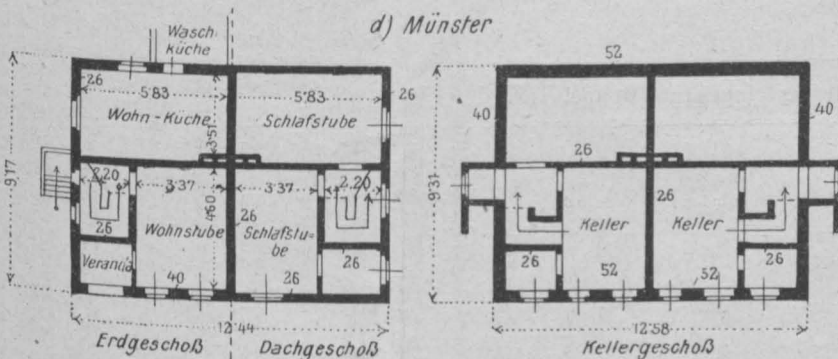 d) Münster
Wasch-
küche
26
5·83
5·83
26
Wohn-Küche
Schlafstube
3·51
9·17
2·20
3·37
3·37
2·20
4·60
26
26
Wohnstube
Schlafstu=
be
Veranda
40
26
26
12·44
Erdgeschoß
Dachgeschoß
52
40
40
26
9·31
26
Keller
Keller
26
52
52
26
12·58
Kellergeschoß